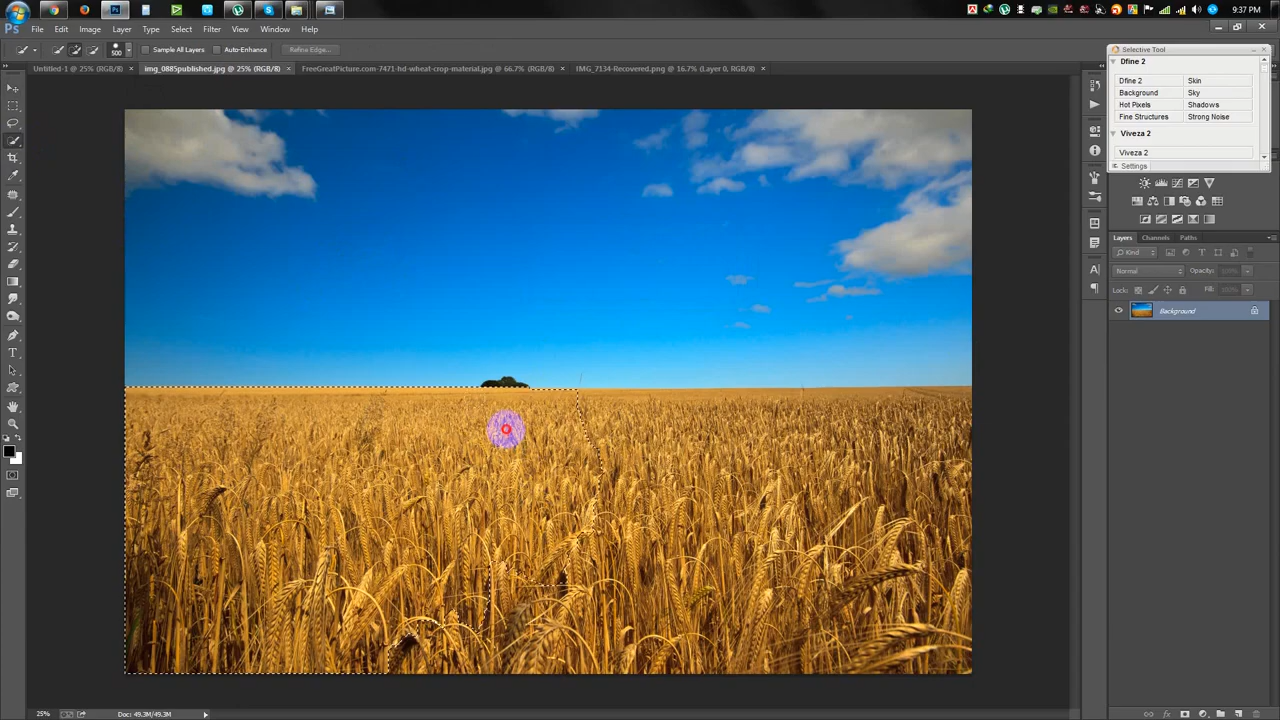 9:37 PM
Ps File Edit Image Layer Type Select Filter View Window Help
500 Sample All Layers Auto-Enhance Refine Edge...
Untitled-1 @ 25% (RGB/8) × img_0885published.jpg @ 25% (RGB/8) × FreeGreatPicture.com-7471-hd-wheat-crop-material.jpg @ 66.7% (RGB/8) × IMG_7134-Recovered.png @ 16.7% (Layer 0, RGB/8) ×
Selective Tool
Dfine 2
Dfine 2 Skin
Background Sky
Hot Pixels Shadows
Fine Structures Strong Noise
Viveza 2
Viveza 2
Settings
Layers Channels Paths
Kind
Normal Opacity: 100%
Lock: Fill: 100%
Background
25% Doc: 49.3M/49.3M